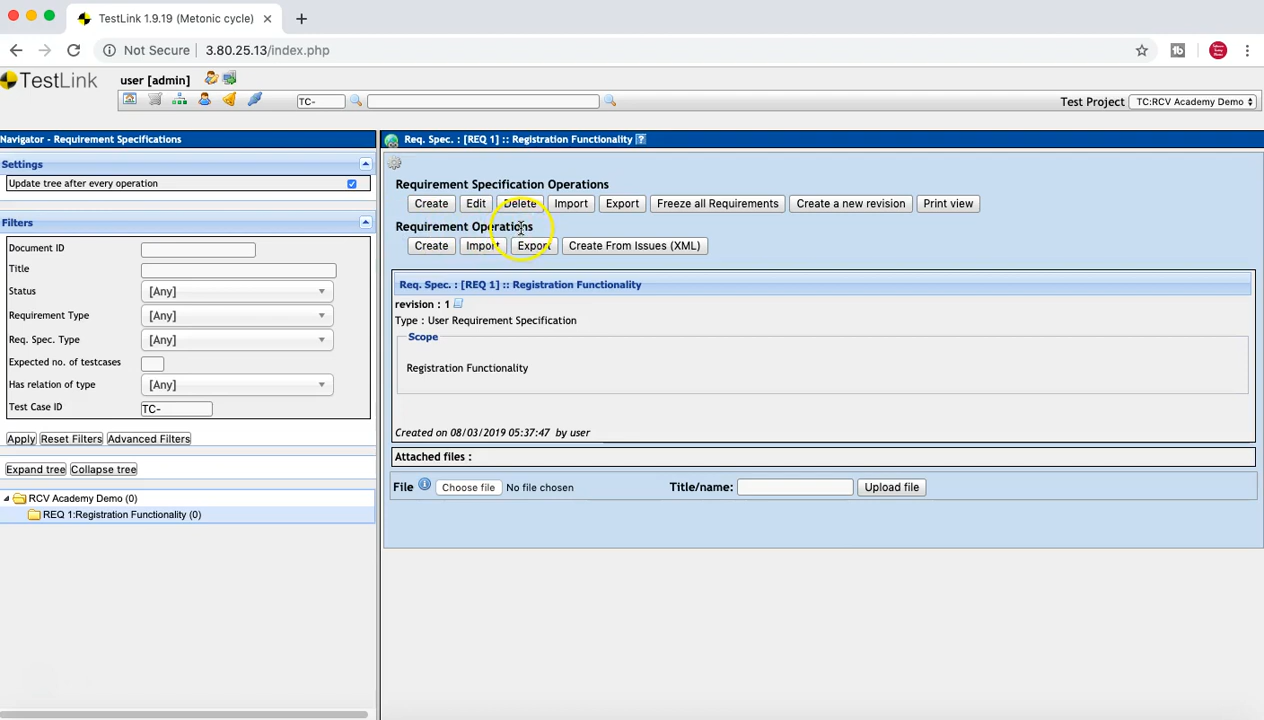 TestLink 1.9.19 (Metonic cycle)
Not Secure 3.80.25.13/index.php
TestLink user [admin]
TC-
Test Project TC:RCV Academy Demo
Navigator - Requirement Specifications
Settings
Update tree after every operation
Filters
Document ID
Title
Status [Any]
Requirement Type [Any]
Req. Spec. Type [Any]
Expected no. of testcases
Has relation of type [Any]
Test Case ID TC-
Apply Reset Filters Advanced Filters
Expand tree Collapse tree
RCV Academy Demo (0)
REQ 1:Registration Functionality (0)
Req. Spec. : [REQ 1] :: Registration Functionality ?
Requirement Specification Operations
Create Edit Delete Import Export Freeze all Requirements Create a new revision Print view
Requirement Operations
Create Import Export Create From Issues (XML)
Req. Spec. : [REQ 1] :: Registration Functionality
revision : 1
Type : User Requirement Specification
Scope
Registration Functionality
Created on 08/03/2019 05:37:47 by user
Attached files :
File Choose file No file chosen Title/name: Upload file